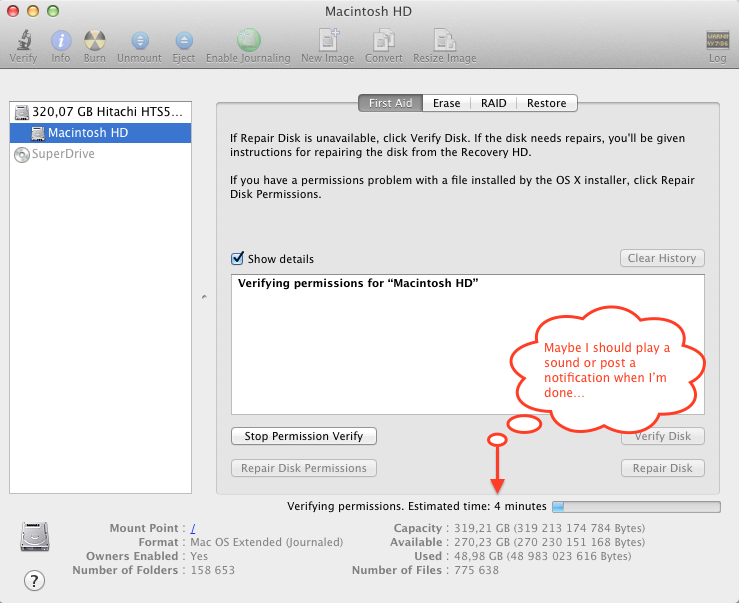 Macintosh HD
Verify Info Burn Unmount Eject Enable Journaling New Image Convert Resize Image Log
320,07 GB Hitachi HTS5...
Macintosh HD
SuperDrive
First Aid Erase RAID Restore
If Repair Disk is unavailable, click Verify Disk. If the disk needs repairs, you'll be given
instructions for repairing the disk from the Recovery HD.
If you have a permissions problem with a file installed by the OS X installer, click Repair
Disk Permissions.
Show details
Clear History
Verifying permissions for “Macintosh HD”
Maybe I should play a
sound or post a
notification when I'm
done...
Stop Permission Verify
Verify Disk
Repair Disk Permissions
Repair Disk
Verifying permissions. Estimated time: 4 minutes
Mount Point : /
Format : Mac OS Extended (Journaled)
Owners Enabled : Yes
Number of Folders : 158 653
Capacity : 319,21 GB (319 213 174 784 Bytes)
Available : 270,23 GB (270 230 151 168 Bytes)
Used : 48,98 GB (48 983 023 616 Bytes)
Number of Files : 775 638
?